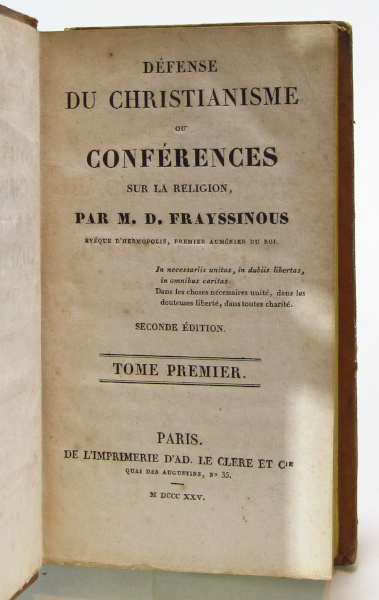 DÉFENSE
DU CHRISTIANISME
OU
CONFÉRENCES
SUR LA RELIGION,
PAR M. D. FRAYSSINOUS
EVÊQUE D'HERMOPOLIS, PREMIER AUMÔNIER DU ROI.
In necessariis unitas, in dubiis libertas,
in omnibus caritas.
Dans les choses nécessaires unité, dans les
douteuses liberté, dans toutes charité.
SECONDE ÉDITION.
TOME PREMIER.
PARIS.
DE L'IMPRIMERIE D'AD. LE CLERE ET Cie
QUAI DES AUGUSTINS, No 35.
M DCCC XXV.